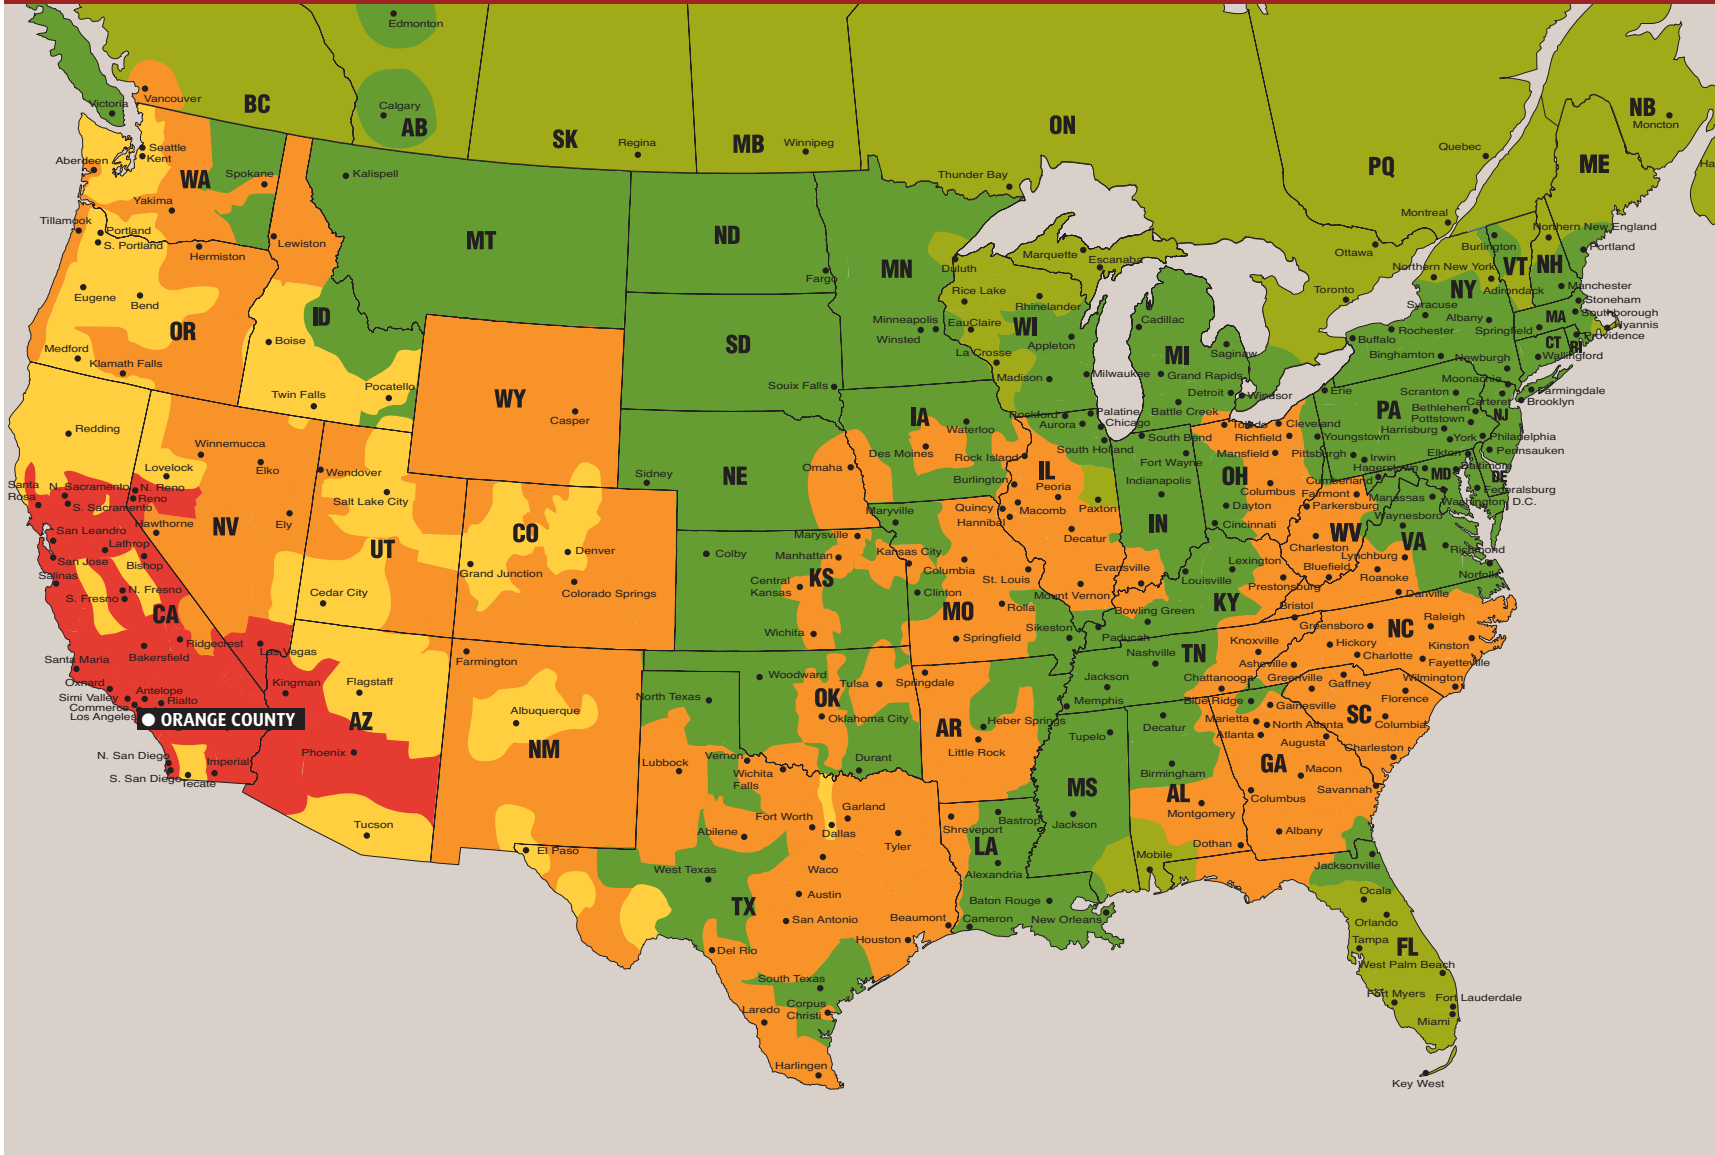 Edmonton
Victoria
Vancouver
BC
Calgary
AB
SK
Regina
MB
Winnipeg
ON
NB
Moncton
Quebec
PQ
ME
Ha
Thunder Bay
Montreal
Ottawa
Toronto
Seattle
Kent
Aberdeen
WA
Spokane
Yakima
Tillamook
Portland
S. Portland
Hermiston
Lewiston
Kalispell
MT
ND
Fargo
MN
Duluth
Marquette
Escanaba
Rice Lake
Rhinelander
Minneapolis
Winsted
EauClaire
WI
Appleton
La Crosse
Madison
Milwaukee
Cadillac
MI
Saginaw
Grand Rapids
Detroit
Windsor
Battle Creek
Northern New England
Burlington
Portland
VT
NH
Northern New York
Adirondack
NY
Manchester
Stoneham
Southborough
Hyannis
MA
Syracuse
Albany
Springfield
Rochester
Buffalo
CT
RI
Providence
Binghamton
Newburgh
Wallingford
Eugene
Bend
OR
ID
Boise
Medford
Klamath Falls
Twin Falls
Pocatello
WY
Casper
SD
Souix Falls
IA
Waterloo
Des Moines
Rock Island
Rockford
Aurora
Palatine
Chicago
South Holland
South Bend
Fort Wayne
Toledo
Cleveland
Richfield
Mansfield
Erie
Youngstown
Pittsburgh
Irwin
PA
Scranton
Moonachie
Farmingdale
Brooklyn
Carteret
Bethlehem
Pottstown
NJ
Harrisburg
York
Philadelphia
Pennsauken
Elkton
Hagerstown
Baltimore
MD
DE
Cumberland
Federalsburg
Washington D.C.
Manassas
Redding
Winnemucca
Elko
Lovelock
Wendover
Salt Lake City
Santa
Rosa
N. Sacramento
S. Sacramento
N. Reno
Reno
Hawthorne
NV
Ely
San Leandro
Lathrop
San Jose
Bishop
Salinas
N. Fresno
S. Fresno
CA
UT
Cedar City
CO
Denver
Grand Junction
Colorado Springs
Sidney
NE
Omaha
Colby
KS
Marysville
Manhattan
Central
Kansas
Wichita
Maryville
Kansas City
Columbia
Clinton
MO
St. Louis
Rolla
Springfield
Sikeston
Burlington
IL
Peoria
Quincy
Macomb
Hannibal
Paxton
Decatur
Mount Vernon
Indianapolis
IN
Evansville
OH
Columbus
Dayton
Cincinnati
Fairmont
Parkersburg
WV
Charleston
Bluefield
Waynesboro
VA
Richmond
Lynchburg
Roanoke
Norfolk
Danville
Lexington
Louisville
Prestonsburg
KY
Bowling Green
Paducah
Bristol
Greensboro
NC
Raleigh
Hickory
Charlotte
Kinston
Fayetteville
Asheville
Wilmington
Knoxville
Nashville
TN
Chattanooga
Jackson
Memphis
Ridgecrest
Bakersfield
Las Vegas
Santa Maria
Oxnard
Simi Valley
Antelope
Rialto
Commerce
Los Angeles
ORANGE COUNTY
N. San Diego
S. San Diego
Imperial
Tecate
Kingman
Flagstaff
AZ
Phoenix
Tucson
Farmington
Albuquerque
NM
El Paso
North Texas
Woodward
OK
Tulsa
Oklahoma City
Durant
Springdale
AR
Heber Springs
Little Rock
Lubbock
Vernon
Wichita
Falls
Abilene
Fort Worth
Dallas
Garland
Tyler
Waco
West Texas
TX
Austin
San Antonio
Del Rio
Houston
Beaumont
South Texas
Corpus
Christi
Laredo
Harlingen
Shreveport
Bastrop
LA
Alexandria
Baton Rouge
Cameron
New Orleans
Tupelo
MS
Jackson
Decatur
Birmingham
AL
Montgomery
Dothan
Mobile
Blue Ridge
Greenville
Gaffney
Florence
SC
Columbia
Gainesville
Marietta
North Atlanta
Atlanta
Augusta
Charleston
GA
Macon
Columbus
Savannah
Albany
Jacksonville
Ocala
Orlando
Tampa
FL
West Palm Beach
Fort Myers
Fort Lauderdale
Miami
Key West